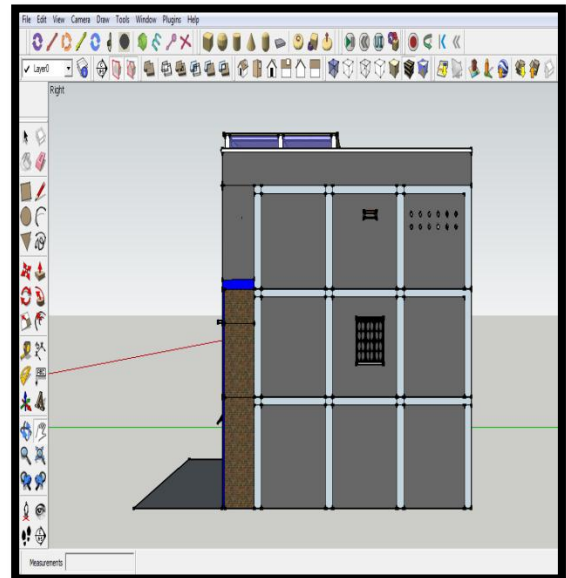 File Edit View Camera Draw Tools Window Plugins Help
Layer0
Right
Measurements